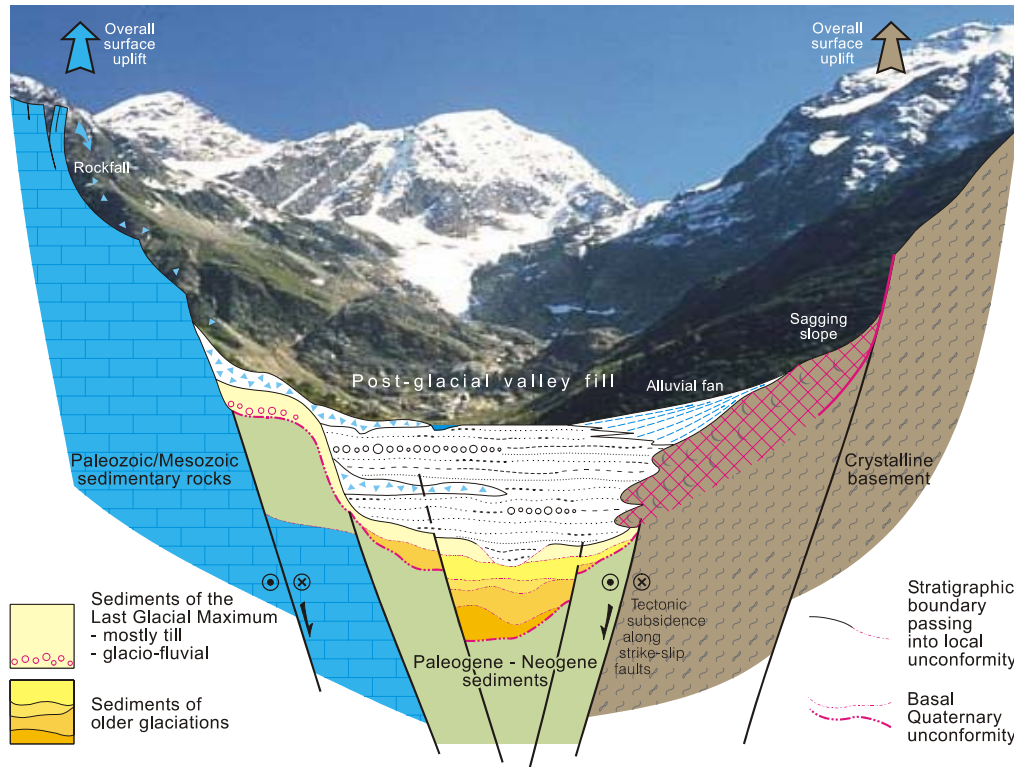 Overall
surface
uplift
Overall
surface
uplift
Rockfall
Sagging
slope
Post-glacial valley fill
Alluvial fan
Paleozoic/Mesozoic
sedimentary rocks
Crystalline
basement
Sediments of the
Last Glacial Maximum
- mostly till
- glacio-fluvial
Tectonic
subsidence
along
strike-slip
faults
Stratigraphic
boundary
passing
into local
unconformity
Paleogene - Neogene
sediments
Sediments of
older glaciations
Basal
Quaternary
unconformity